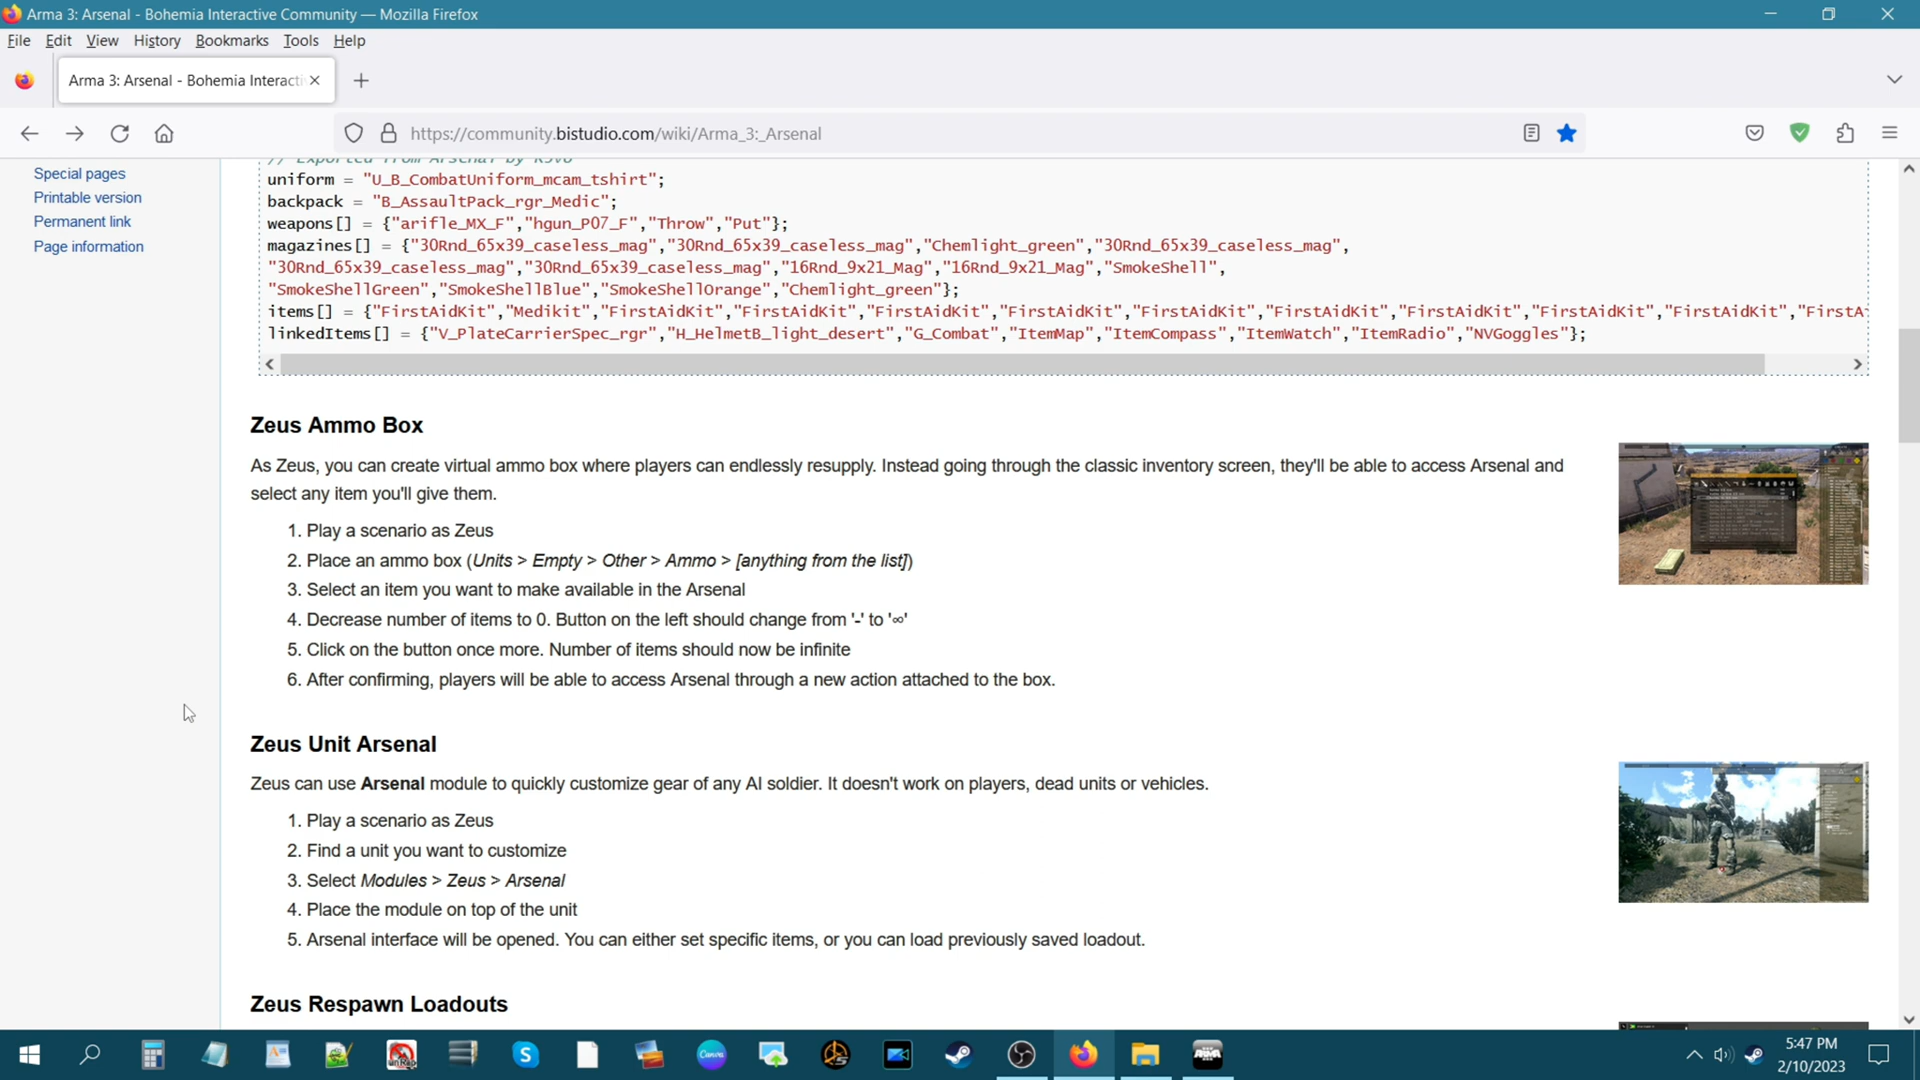 Arma 3: Arsenal - Bohemia Interactive Community — Mozilla Firefox
File Edit View History Bookmarks Tools Help
Arma 3: Arsenal - Bohemia Interacti
https://community.bistudio.com/wiki/Arma_3:_Arsenal
Special pages
Printable version
Permanent link
Page information
// Exported from Arsenal by
uniform = "U_B_CombatUniform_mcam_tshirt";
backpack = "B_AssaultPack_rgr_Medic";
weapons[] = {"arifle_MX_F","hgun_P07_F","Throw","Put"};
magazines[] = {"30Rnd_65x39_caseless_mag","30Rnd_65x39_caseless_mag","Chemlight_green","30Rnd_65x39_caseless_mag",
"30Rnd_65x39_caseless_mag","30Rnd_65x39_caseless_mag","16Rnd_9x21_Mag","16Rnd_9x21_Mag","SmokeShell",
"SmokeShellGreen","SmokeShellBlue","SmokeShellOrange","Chemlight_green"};
items[] = {"FirstAidKit","Medikit","FirstAidKit","FirstAidKit","FirstAidKit","FirstAidKit","FirstAidKit","FirstAidKit","FirstAidKit","FirstAidKit","FirstAidKit","FirstA
linkedItems[] = {"V_PlateCarrierSpec_rgr","H_HelmetB_light_desert","G_Combat","ItemMap","ItemCompass","ItemWatch","ItemRadio","NVGoggles"};
Zeus Ammo Box
As Zeus, you can create virtual ammo box where players can endlessly resupply. Instead going through the classic inventory screen, they'll be able to access Arsenal and
select any item you'll give them.
1. Play a scenario as Zeus
2. Place an ammo box (Units > Empty > Other > Ammo > [anything from the list])
3. Select an item you want to make available in the Arsenal
4. Decrease number of items to 0. Button on the left should change from '-' to '∞'
5. Click on the button once more. Number of items should now be infinite
6. After confirming, players will be able to access Arsenal through a new action attached to the box.
Zeus Unit Arsenal
Zeus can use Arsenal module to quickly customize gear of any AI soldier. It doesn't work on players, dead units or vehicles.
1. Play a scenario as Zeus
2. Find a unit you want to customize
3. Select Modules > Zeus > Arsenal
4. Place the module on top of the unit
5. Arsenal interface will be opened. You can either set specific items, or you can load previously saved loadout.
Zeus Respawn Loadouts
Canva
5:47 PM
2/10/2023